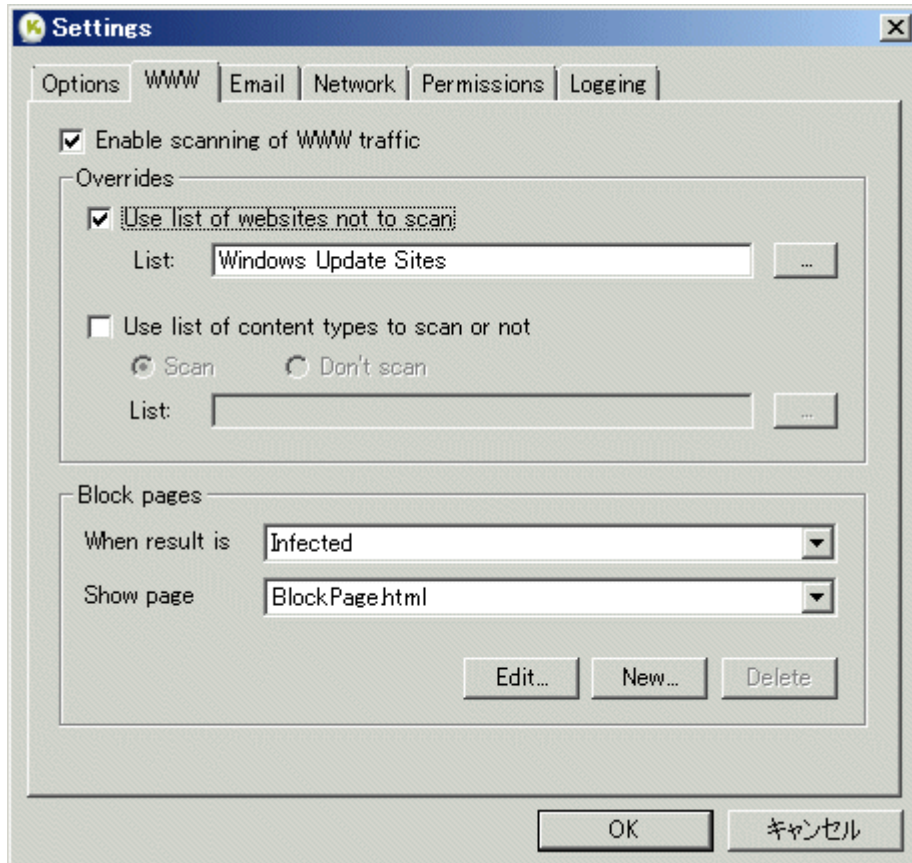 Settings
Options WWW Email Network Permissions Logging
Enable scanning of WWW traffic
Overrides
Use list of websites not to scan
List: Windows Update Sites ...
Use list of content types to scan or not
Scan Don't scan
List: ...
Block pages
When result is Infected
Show page BlockPage.html
Edit... New... Delete
OK キャンセル